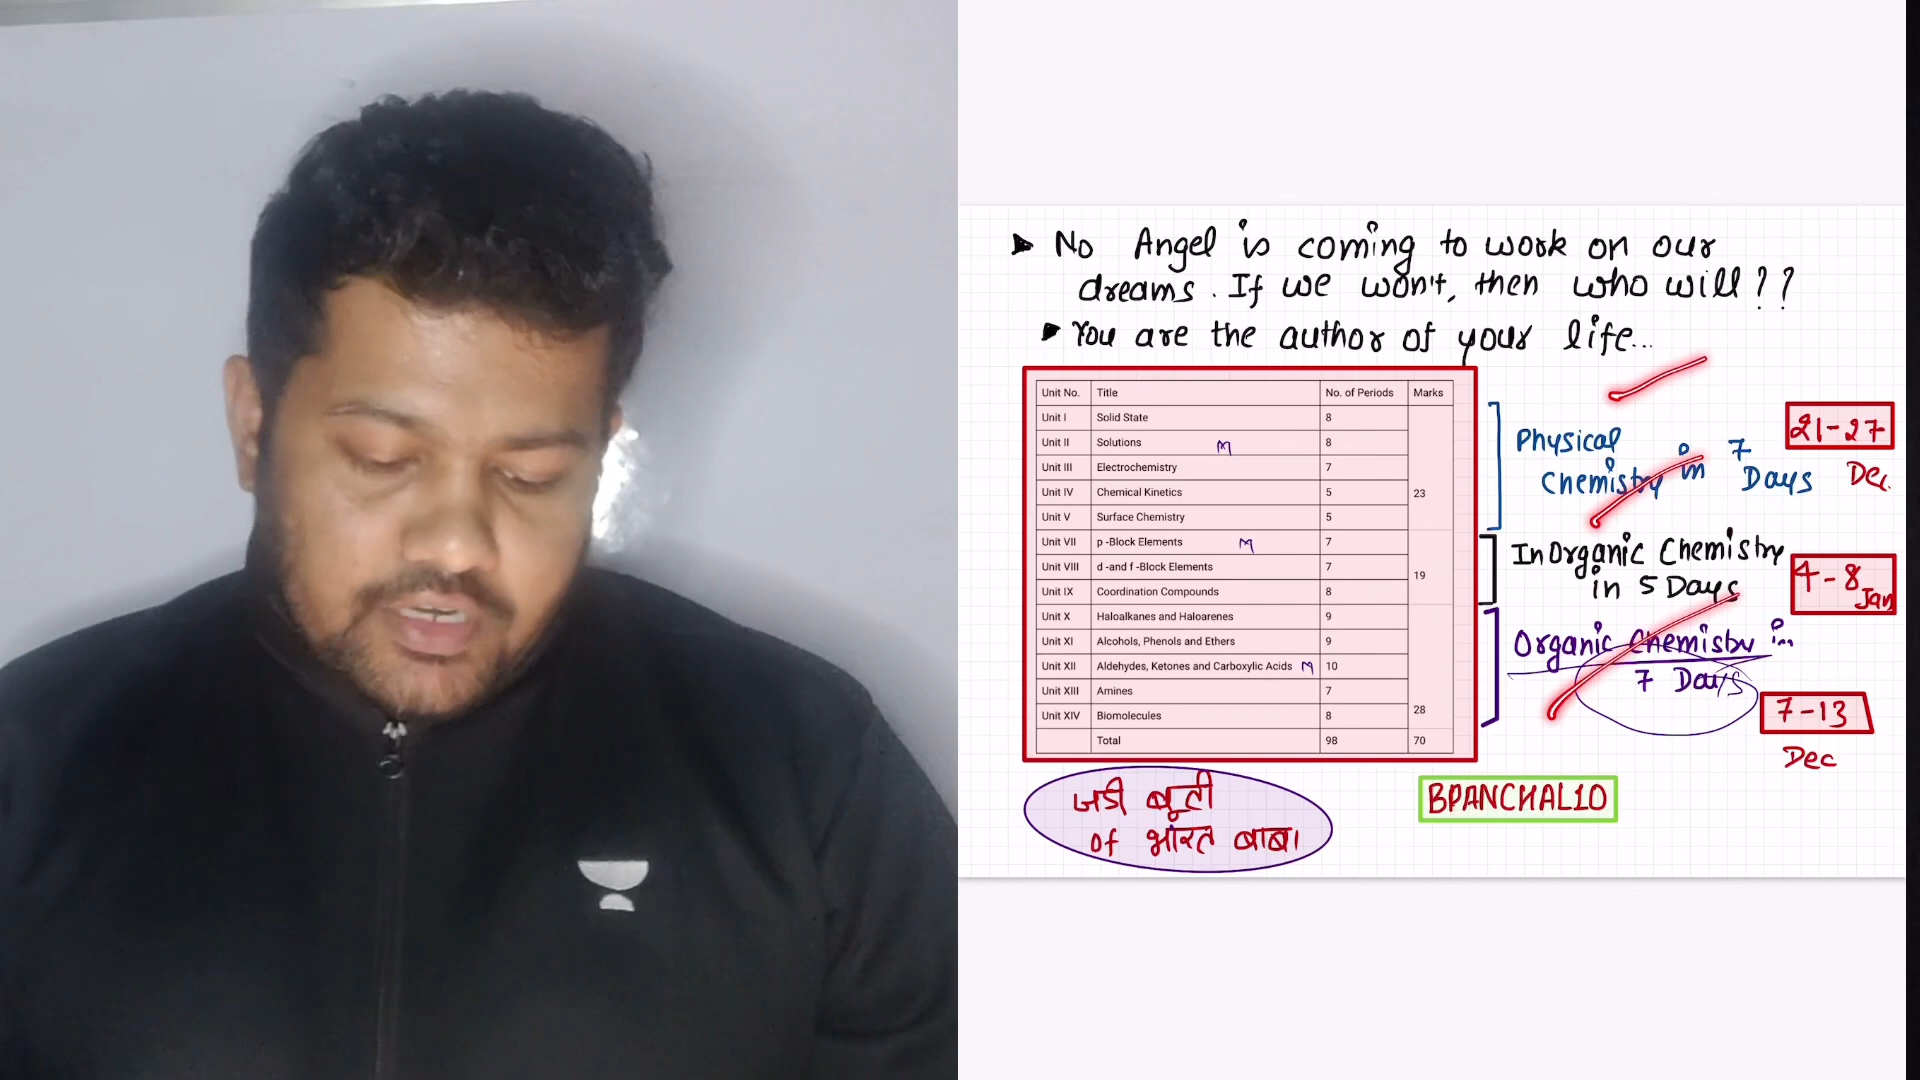 No Angel is coming to work on our
dreams. If we won't, then who will??
You are the author of your life...
Unit No. Title No. of Periods Marks
Unit I Solid State 8
Unit II Solutions M 8
Unit III Electrochemistry 7
Unit IV Chemical Kinetics 5 23
Unit V Surface Chemistry 5
Unit VII p -Block Elements M 7
Unit VIII d -and f -Block Elements 7 19
Unit IX Coordination Compounds 8
Unit X Haloalkanes and Haloarenes 9
Unit XI Alcohols, Phenols and Ethers 9
Unit XII Aldehydes, Ketones and Carboxylic Acids M 10
Unit XIII Amines 7
Unit XIV Biomolecules 8 28
Total 98 70
Physical
Chemistry in 7 Days
21-27
Dec
InOrganic Chemistry
in 5 Days
4-8 Jan
Organic Chemistry in
7 Days
7-13
Dec
जडी बूटी
of भारत बाबा
BPANCHAL10